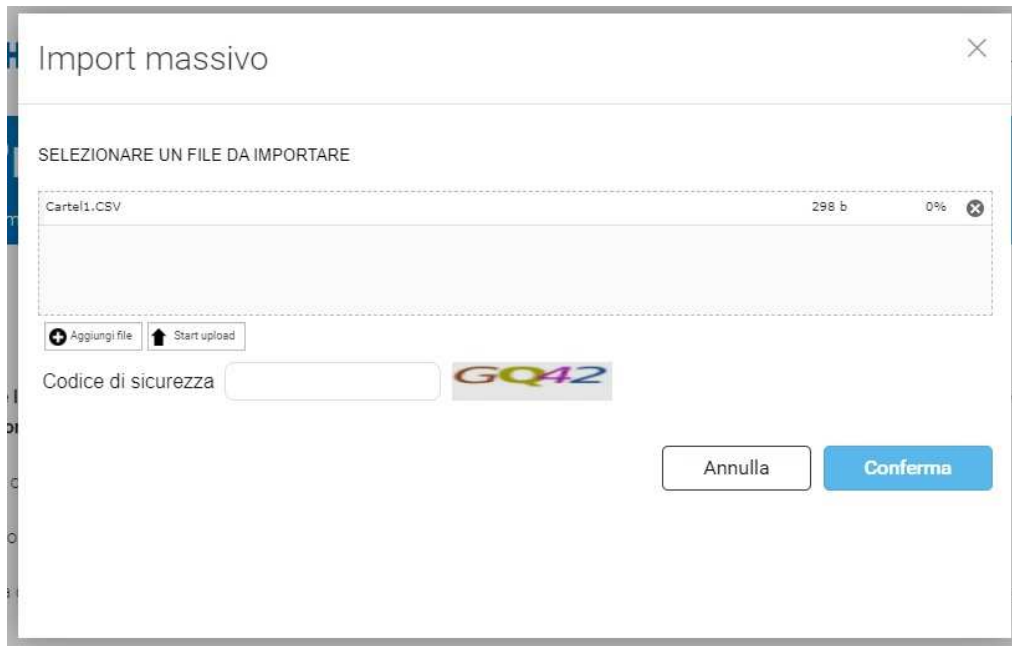 Import massivo
SELEZIONARE UN FILE DA IMPORTARE
Cartel1.CSV 298 b 0%
Aggiungi file Start upload
Codice di sicurezza GQ42
Annulla Conferma